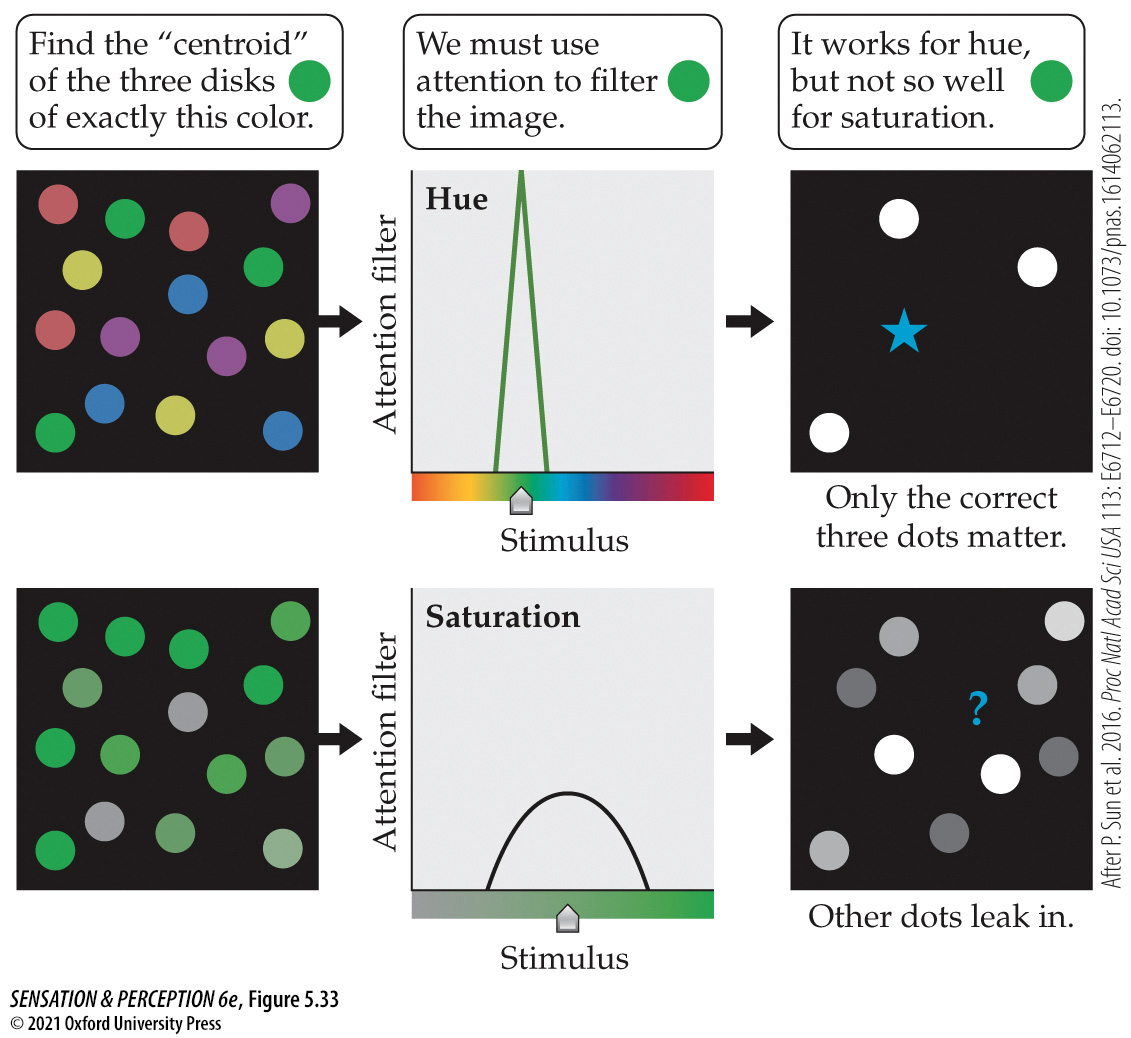 Find the “centroid”
of the three disks
of exactly this color.
We must use
attention to filter
the image.
It works for hue,
but not so well
for saturation.
Attention filter
Hue
Stimulus
Only the correct
three dots matter.
Attention filter
Saturation
?
Stimulus
Other dots leak in.
After P. Sun et al. 2016. Proc Natl Acad Sci USA 113: E6712–E6720. doi: 10.1073/pnas.1614062113.
SENSATION & PERCEPTION 6e, Figure 5.33
© 2021 Oxford University Press